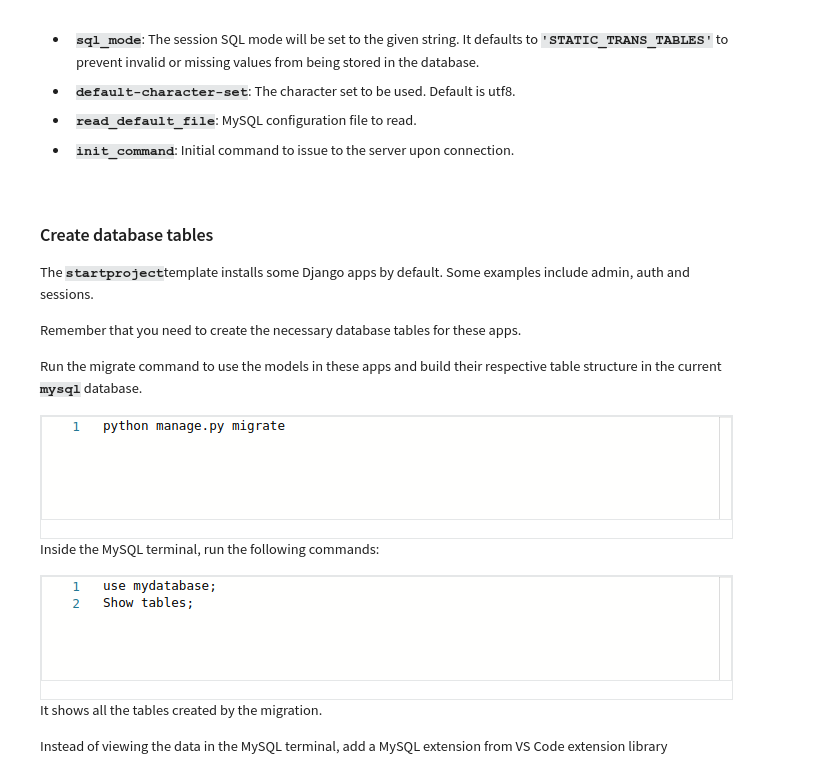 sql_mode: The session SQL mode will be set to the given string. It defaults to 'STATIC_TRANS_TABLES' to
prevent invalid or missing values from being stored in the database.
default-character-set: The character set to be used. Default is utf8.
read_default_file: MySQL configuration file to read.
init_command: Initial command to issue to the server upon connection.
Create database tables
The startprojecttemplate installs some Django apps by default. Some examples include admin, auth and
sessions.
Remember that you need to create the necessary database tables for these apps.
Run the migrate command to use the models in these apps and build their respective table structure in the current
mysql database.
1 python manage.py migrate
Inside the MySQL terminal, run the following commands:
1 use mydatabase;
2 Show tables;
It shows all the tables created by the migration.
Instead of viewing the data in the MySQL terminal, add a MySQL extension from VS Code extension library